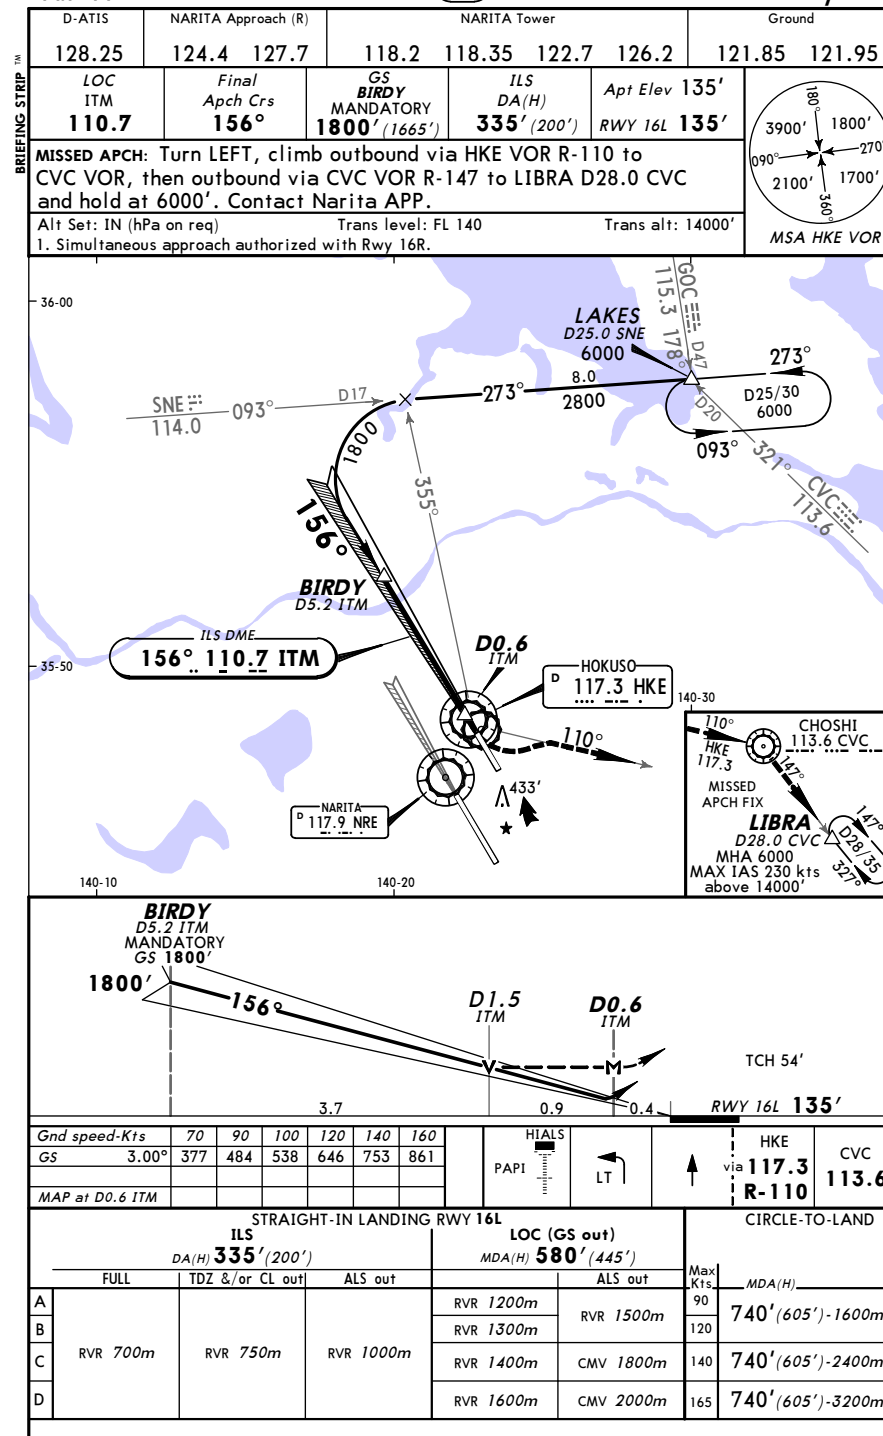 D-ATIS NARITA Approach (R) NARITA Tower Ground
128.25 124.4 127.7 118.2 118.35 122.7 126.2 121.85 121.95
BRIEFING STRIP TM
LOC
ITM
110.7
Final
Apch Crs
156°
GS
BIRDY
MANDATORY
1800' (1665')
ILS
DA(H)
335' (200')
Apt Elev 135'
RWY 16L 135'
MISSED APCH: Turn LEFT, climb outbound via HKE VOR R-110 to
CVC VOR, then outbound via CVC VOR R-147 to LIBRA D28.0 CVC
and hold at 6000'. Contact Narita APP.
Alt Set: IN (hPa on req) Trans level: FL 140 Trans alt: 14000'
1. Simultaneous approach authorized with Rwy 16R.
180°
3900' 1800'
090° 270°
2100' 1700'
360°
MSA HKE VOR
36-00
GOC
115.3 178°
D47
LAKES
D25.0 SNE
6000
273°
8.0
273°
2800
D25/30
6000
D20
093°
321°
CVC
113.6
SNE
114.0
093°
D17
1800
355°
156°
BIRDY
D5.2 ITM
ILS DME
156° 110.7 ITM
D0.6
ITM
35-50
D
HOKUSO
117.3 HKE
140-30
110°
D
NARITA
117.9 NRE
433'
110°
HKE
117.3
CHOSHI
113.6 CVC
147°
MISSED
APCH FIX
LIBRA
D28.0 CVC
MHA 6000
MAX IAS 230 kts
above 14000'
147°
D28/35
327°
140-10 140-20
BIRDY
D5.2 ITM
MANDATORY
GS 1800'
1800'
156°
D1.5
ITM
D0.6
ITM
V M
TCH 54'
3.7 0.9 0.4 RWY 16L 135'
Gnd speed-Kts 70 90 100 120 140 160
GS 3.00° 377 484 538 646 753 861
MAP at D0.6 ITM
HIALS
PAPI
LT
HKE
via 117.3
R-110
CVC
113.6
STRAIGHT-IN LANDING RWY 16L CIRCLE-TO-LAND
ILS LOC (GS out)
DA(H) 335' (200') MDA(H) 580' (445')
FULL TDZ &/or CL out ALS out ALS out Max Kts MDA(H)
A RVR 1200m 90
RVR 1500m 740' (605')-1600m
B RVR 1300m 120
RVR 700m RVR 750m RVR 1000m
C RVR 1400m CMV 1800m 140 740' (605')-2400m
D RVR 1600m CMV 2000m 165 740' (605')-3200m